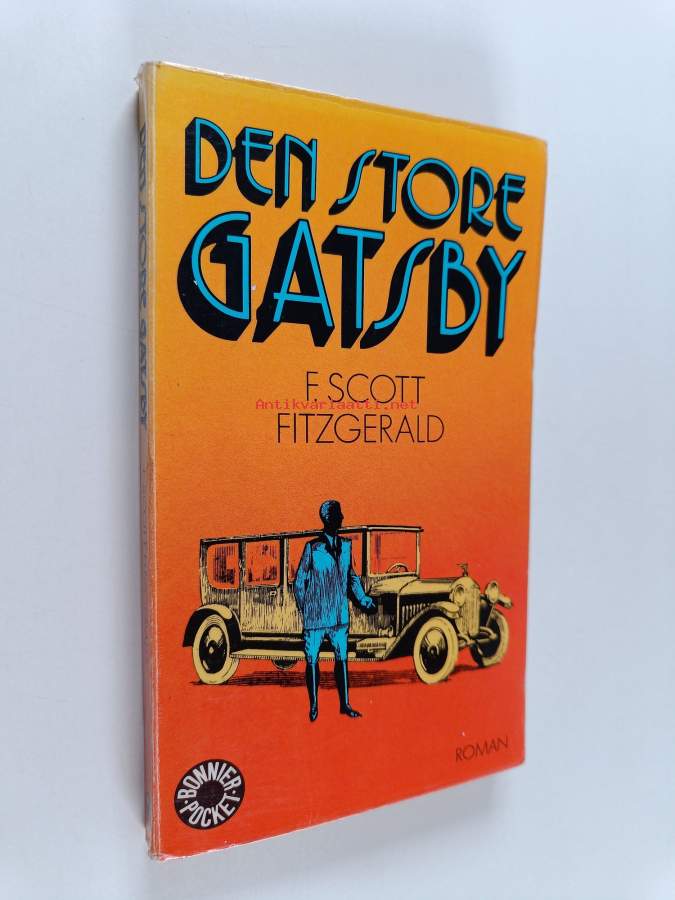 DEN STORE
GATSBY
F. SCOTT
Antikvariaatti.net
FITZGERALD
ROMAN
BONNIER
POCKET
DEN STORE GATSBY